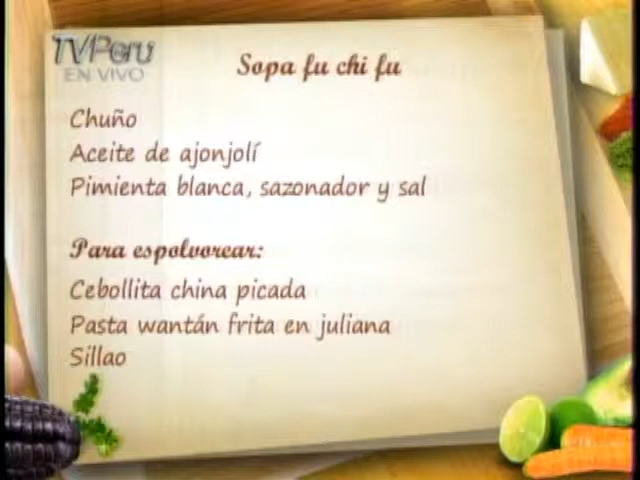 TVPerú
EN VIVO
Sopa fu chi fu
Chuño
Aceite de ajonjolí
Pimienta blanca, sazonador y sal
Para espolvorear:
Cebollita china picada
Pasta wantán frita en juliana
Sillao